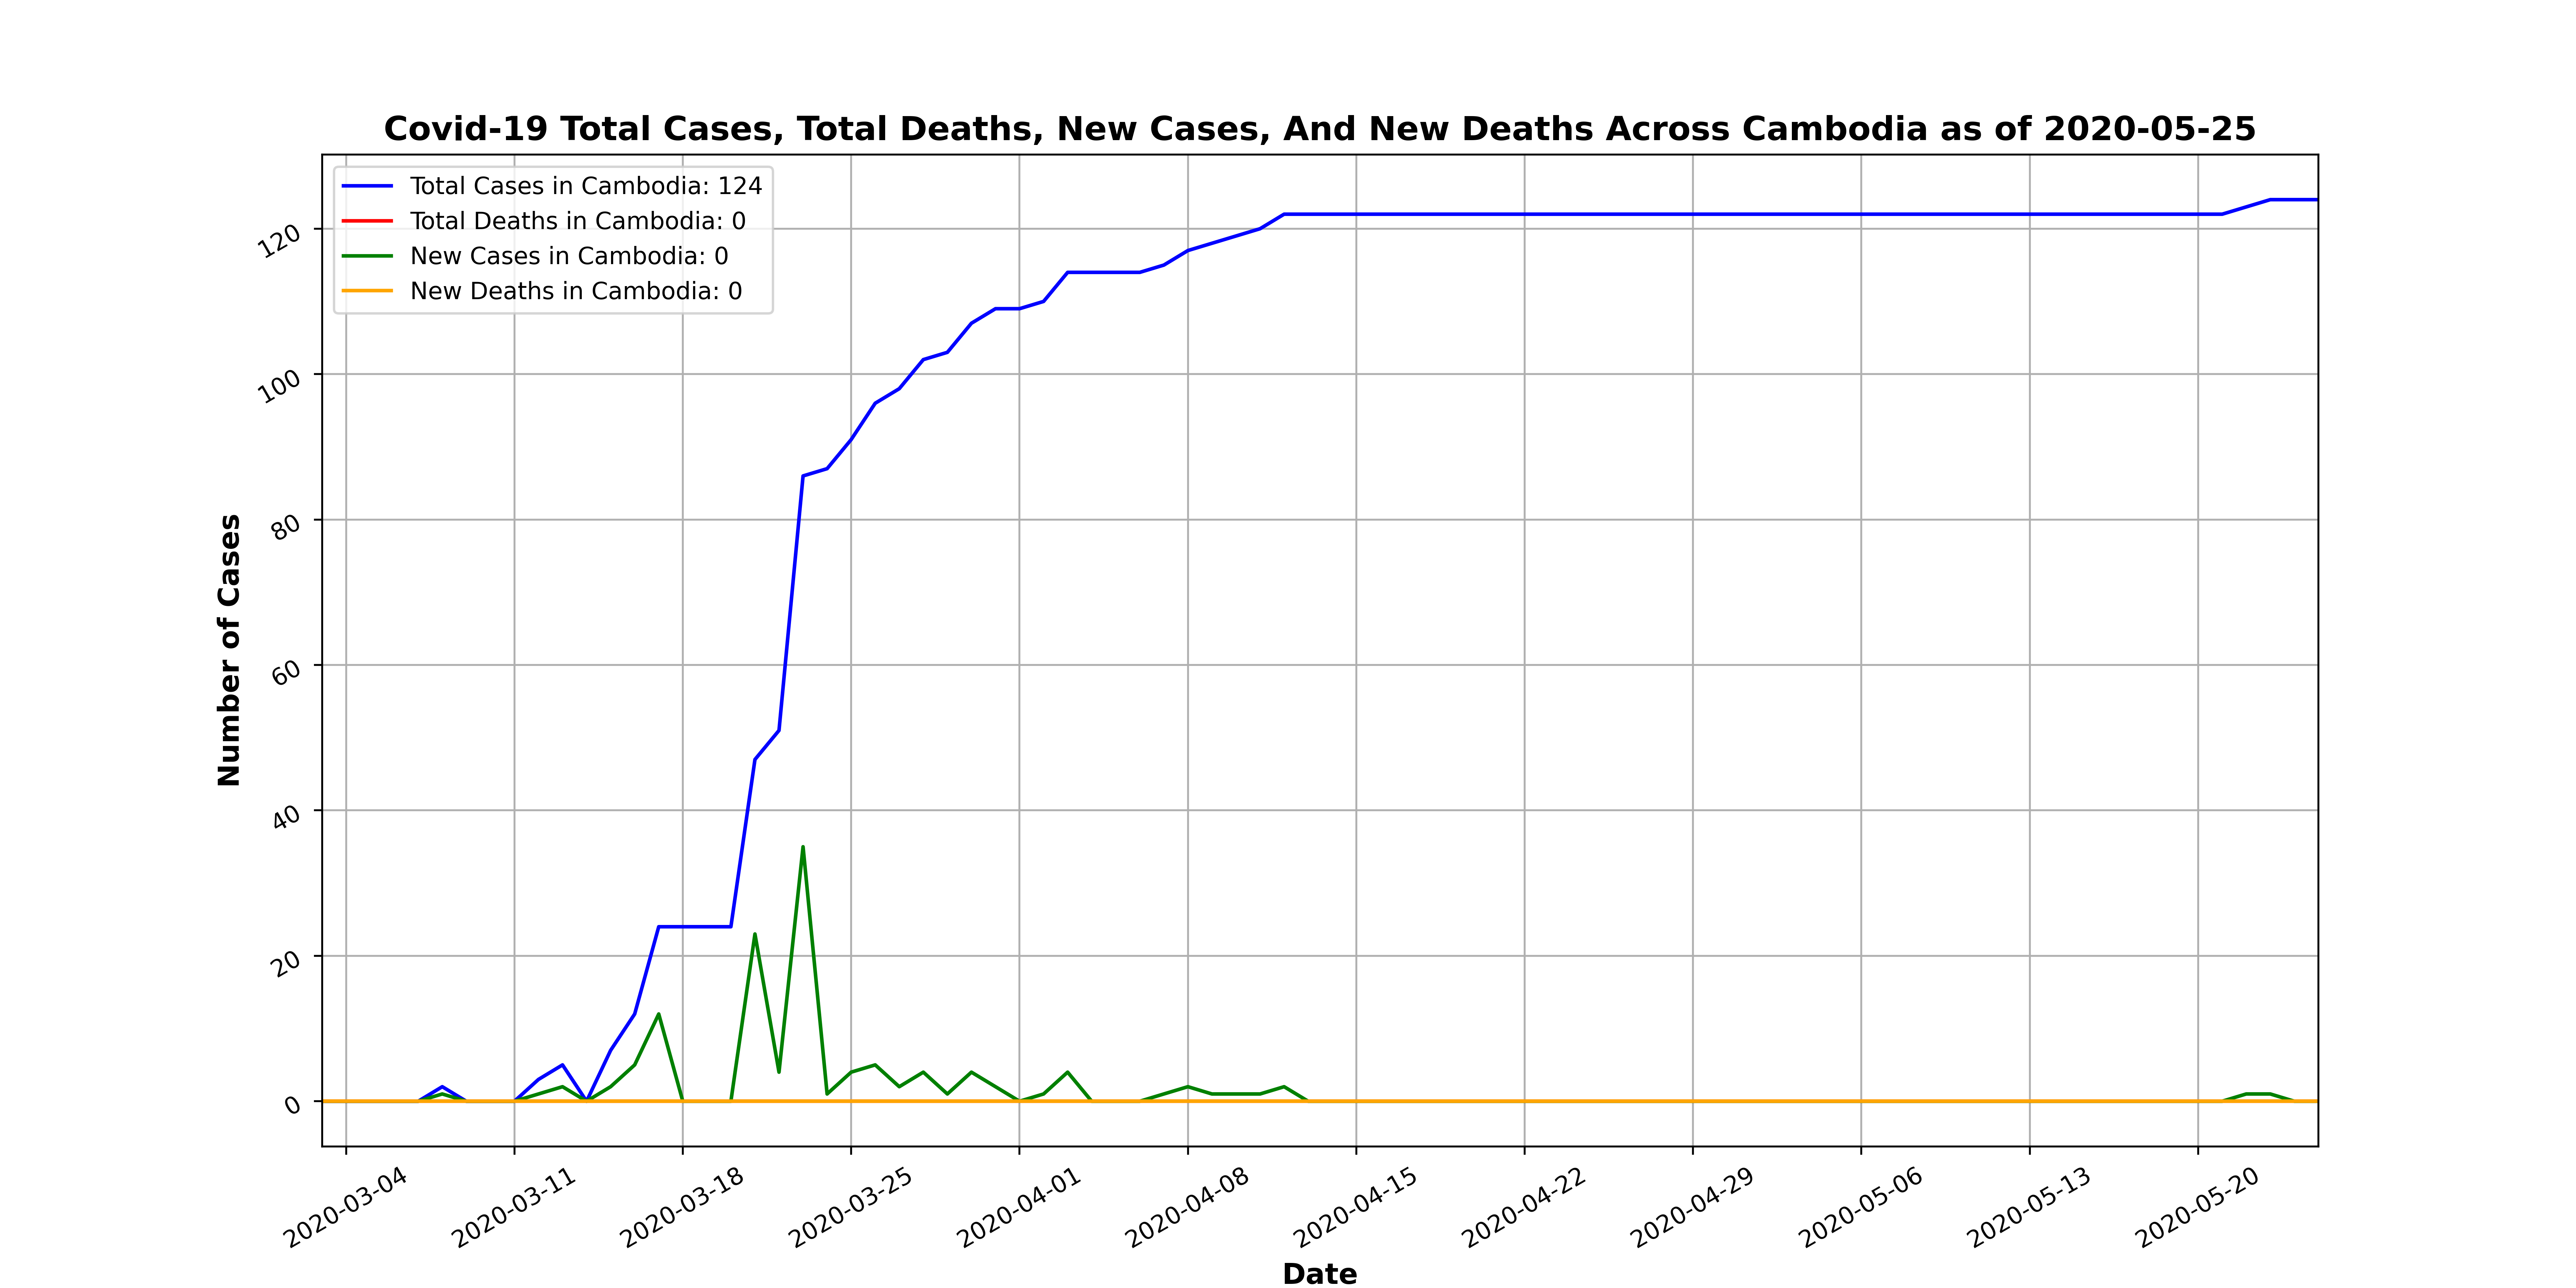 Covid-19 Total Cases, Total Deaths, New Cases, And New Deaths Across Cambodia as of 2020-05-25
Total Cases in Cambodia: 124
Total Deaths in Cambodia: 0
New Cases in Cambodia: 0
New Deaths in Cambodia: 0
Number of Cases
120
100
80
60
40
20
0
2020-03-04
2020-03-11
2020-03-18
2020-03-25
2020-04-01
2020-04-08
2020-04-15
2020-04-22
2020-04-29
2020-05-06
2020-05-13
2020-05-20
Date